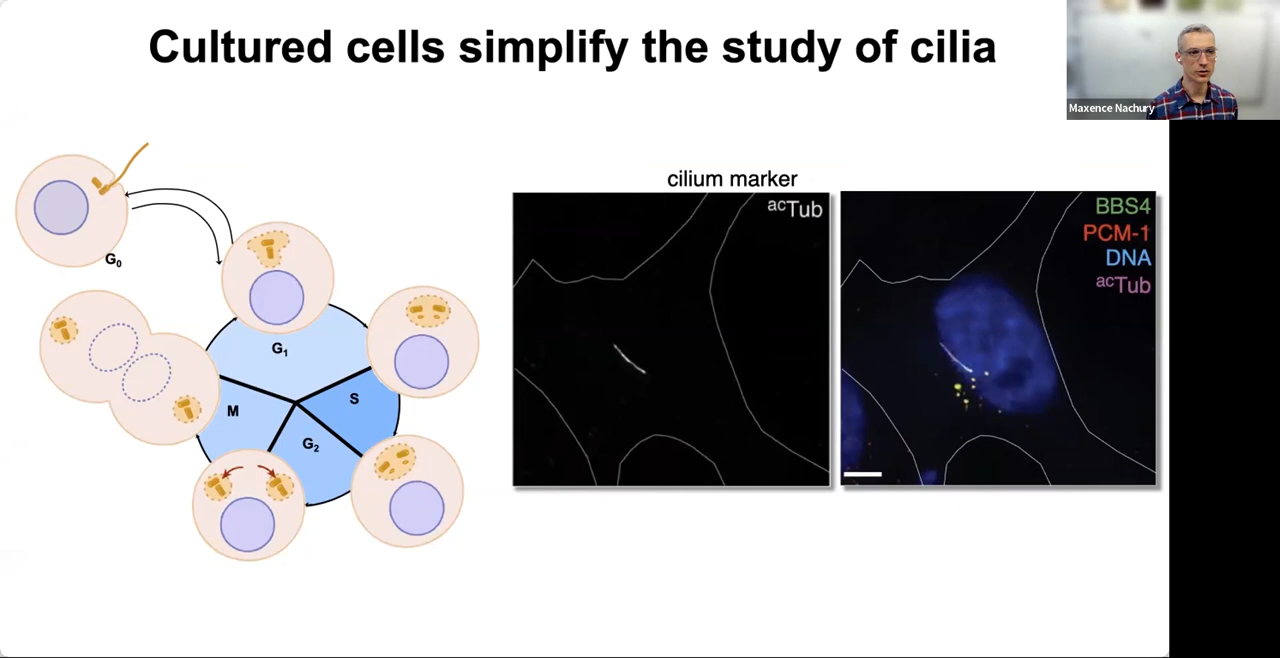 Cultured cells simplify the study of cilia
Maxence Nachury
G₀
G₁
S
G₂
M
cilium marker
ᵃᶜTub
BBS4
PCM-1
DNA
ᵃᶜTub